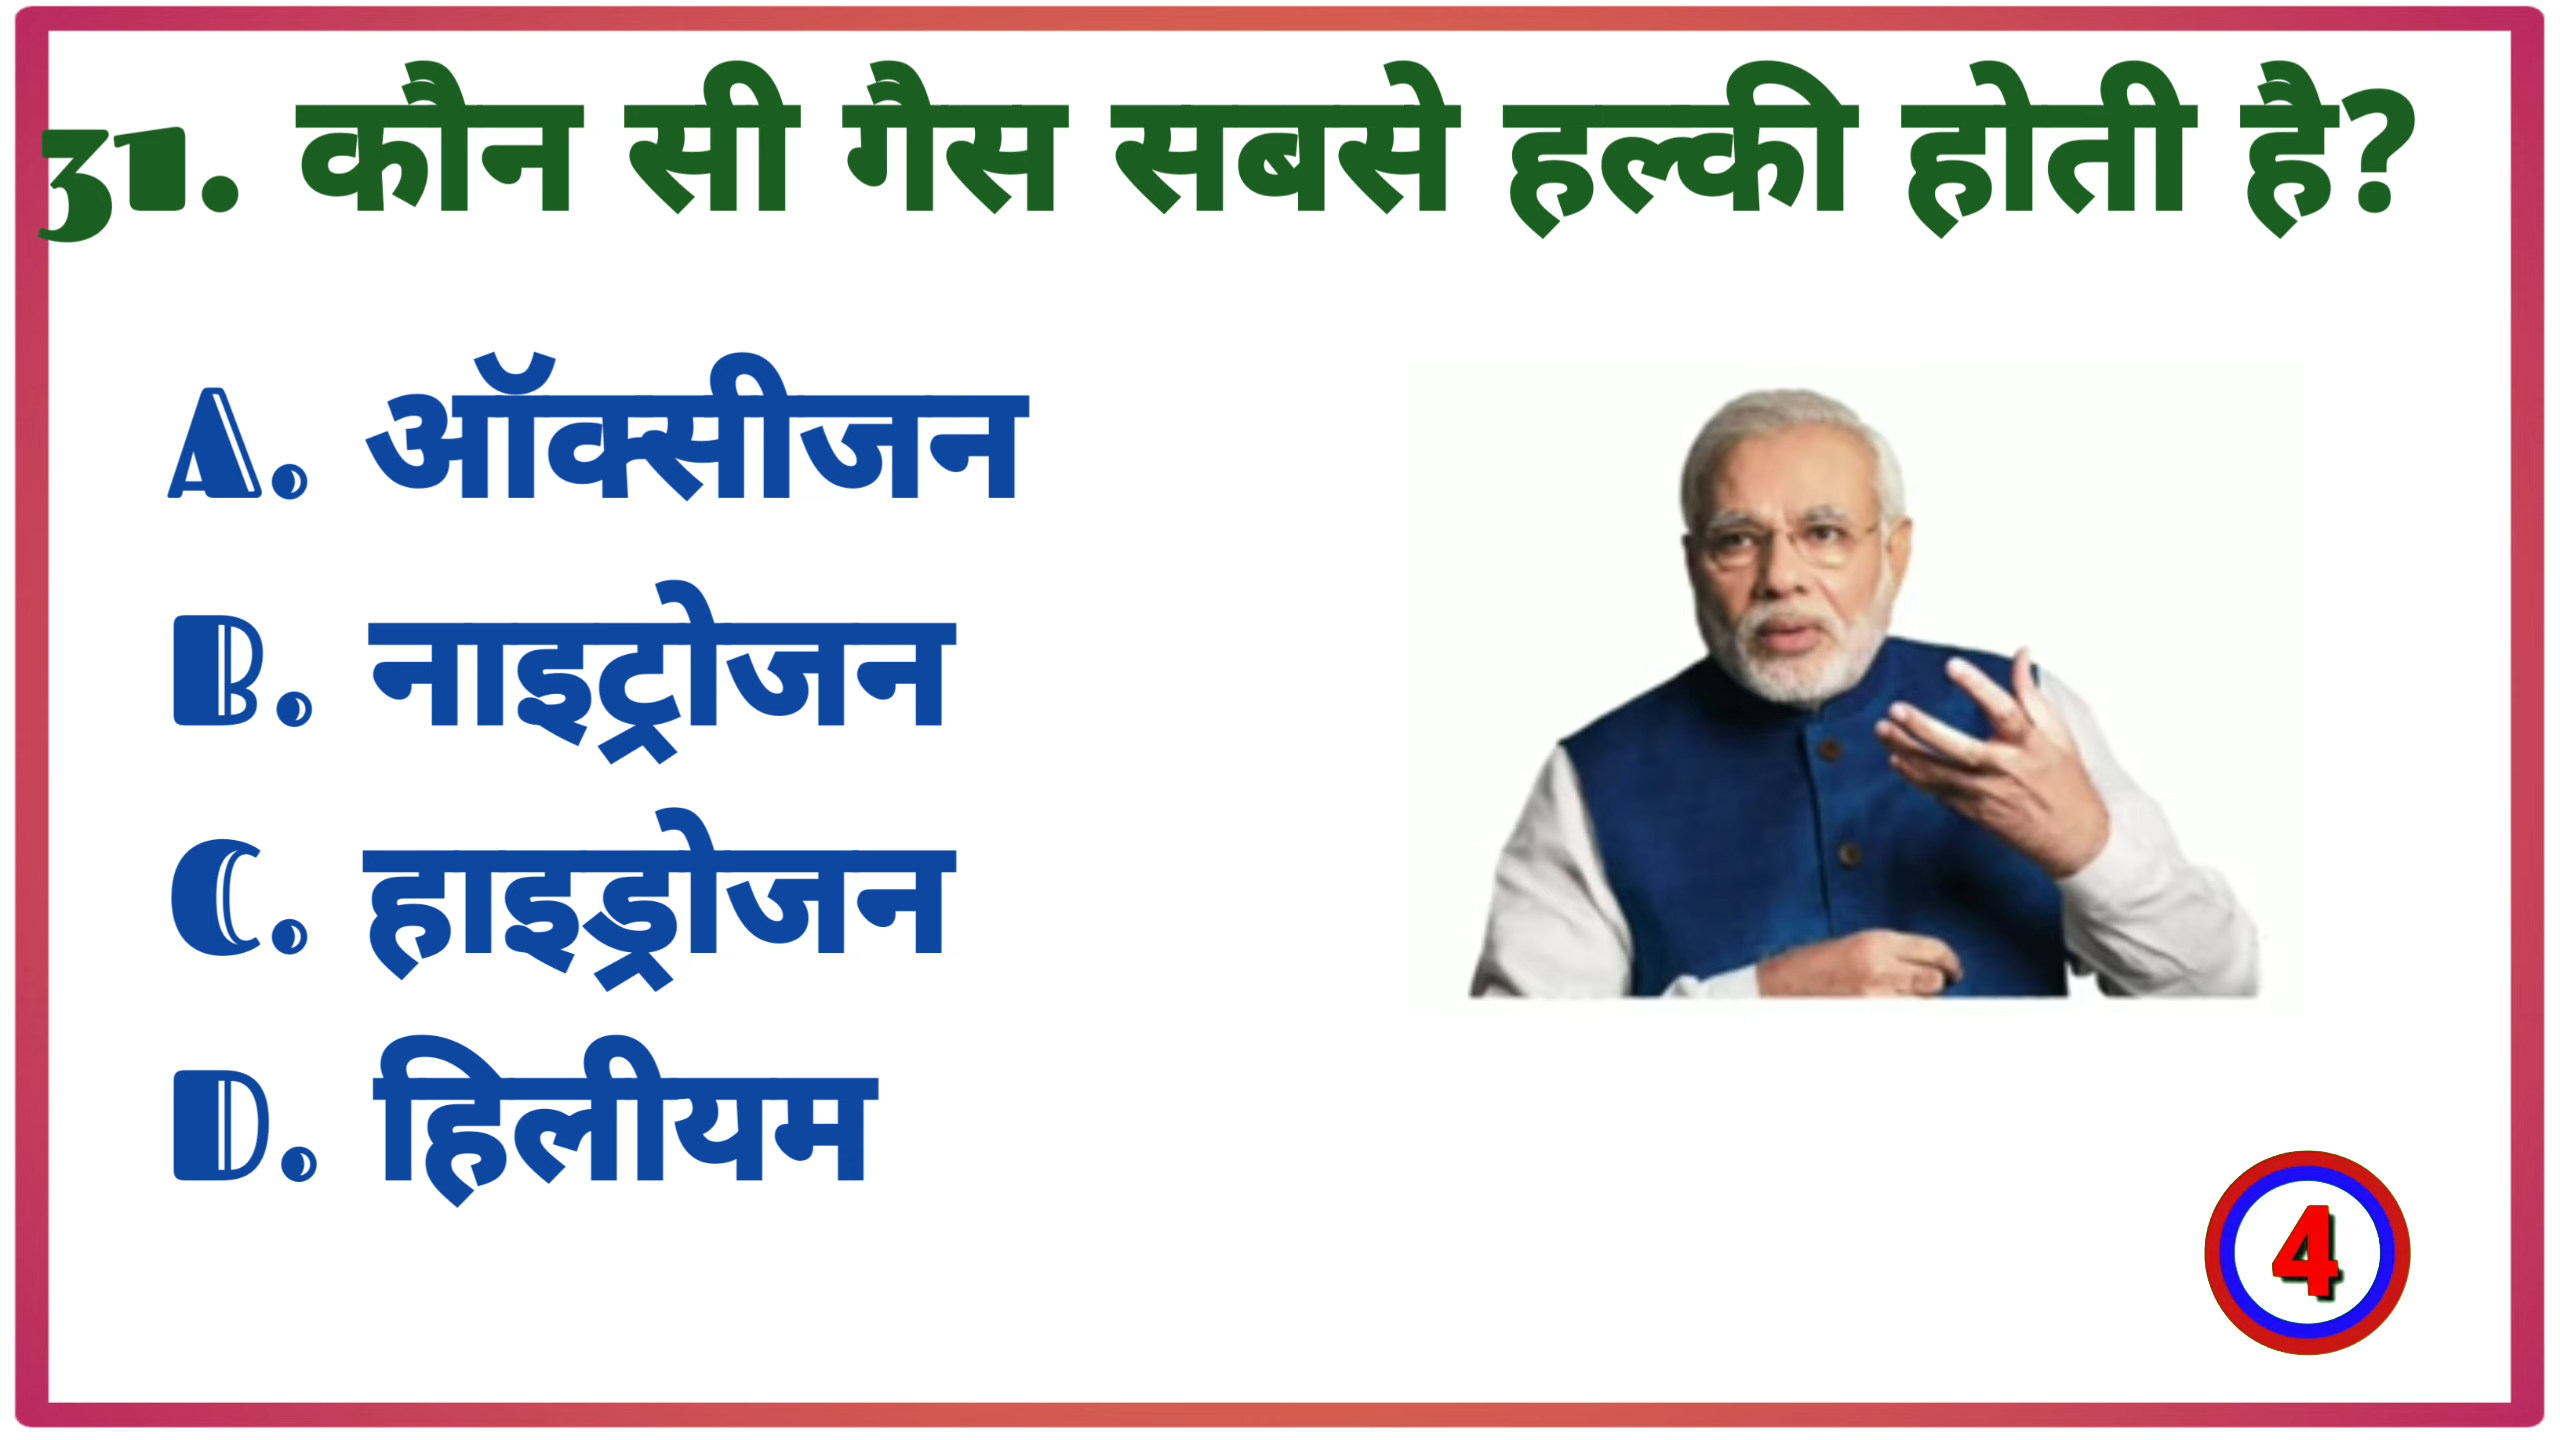 31. कौन सी गैस सबसे हल्की होती है?
A. ऑक्सीजन
B. नाइट्रोजन
C. हाइड्रोजन
D. हिलीयम
4